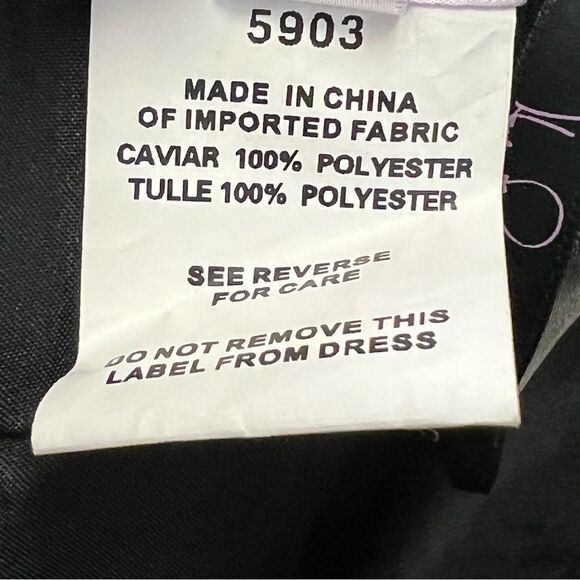 5903
MADE IN CHINA
OF IMPORTED FABRIC
CAVIAR 100% POLYESTER
TULLE 100% POLYESTER
SEE REVERSE
FOR CARE
DO NOT REMOVE THIS
LABEL FROM DRESS